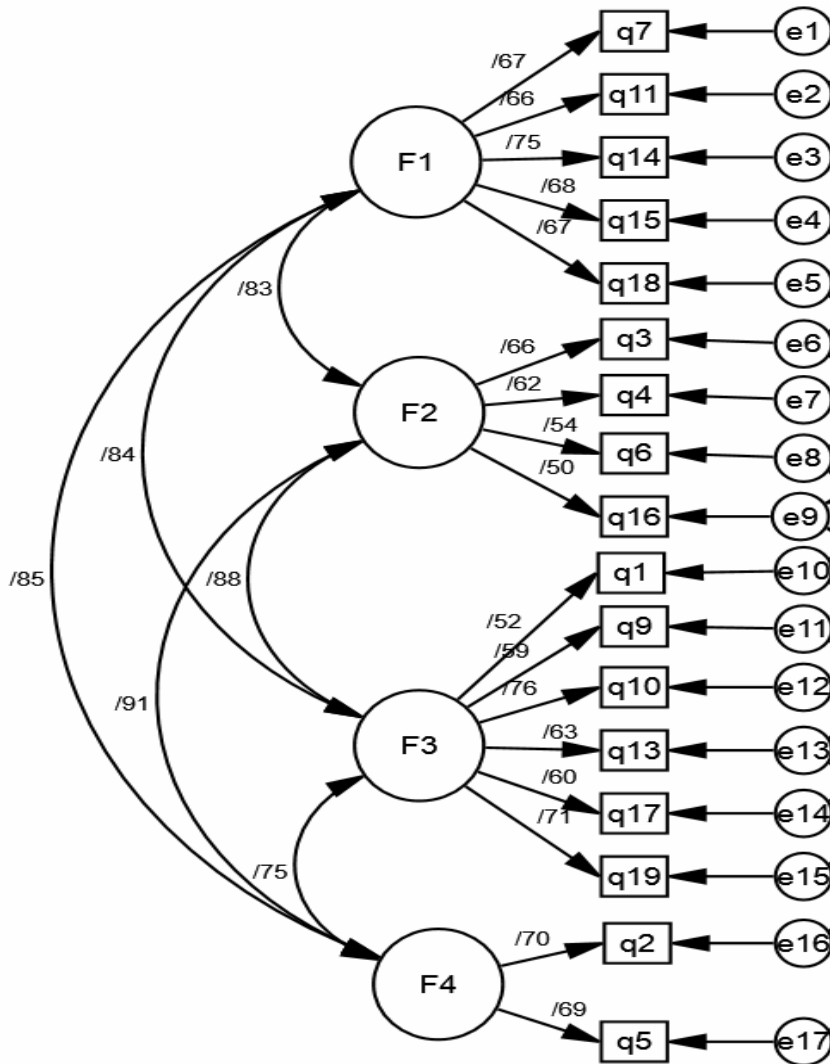 q7 e1
/67
/66 q11 e2
/75 q14 e3
F1
/68 q15 e4
/67
q18 e5
/83
/66 q3 e6
/62 q4 e7
F2
/54 q6 e8
/84
/50
q16 e9
/85 /88 q1 e10
/52 q9 e11
/59
/91 /76 q10 e12
F3 /63 q13 e13
/60 q17 e14
/71
/75 q19 e15
/70 q2 e16
F4
/69
q5 e17